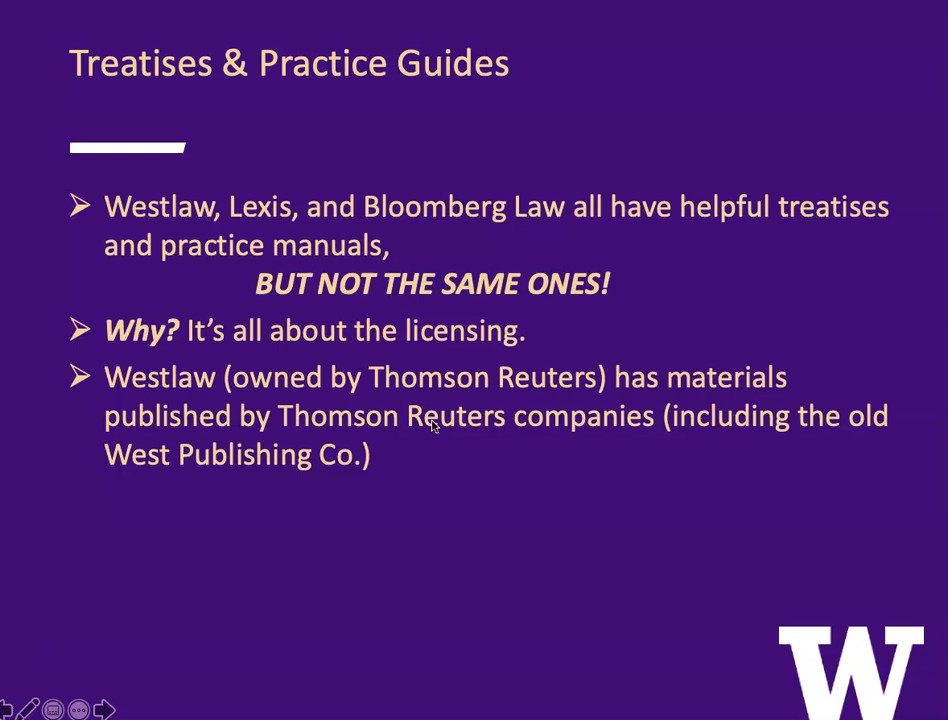 Treatises & Practice Guides
➢ Westlaw, Lexis, and Bloomberg Law all have helpful treatises
and practice manuals,
BUT NOT THE SAME ONES!
➢ Why? It’s all about the licensing.
➢ Westlaw (owned by Thomson Reuters) has materials
published by Thomson Reuters companies (including the old
West Publishing Co.)
W